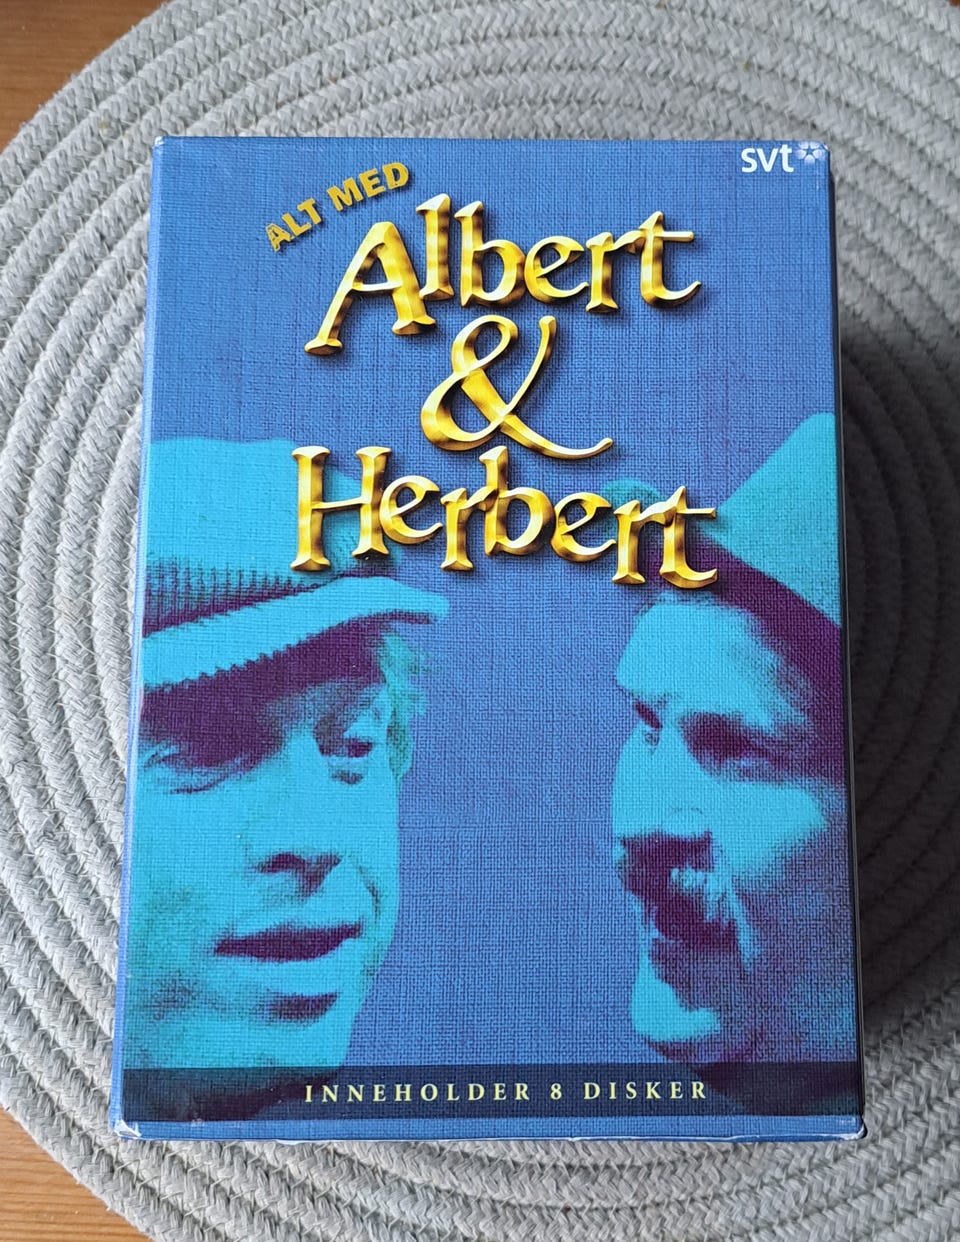 svt
ALT MED
Albert
&
Herbert
INNEHOLDER 8 DISKER